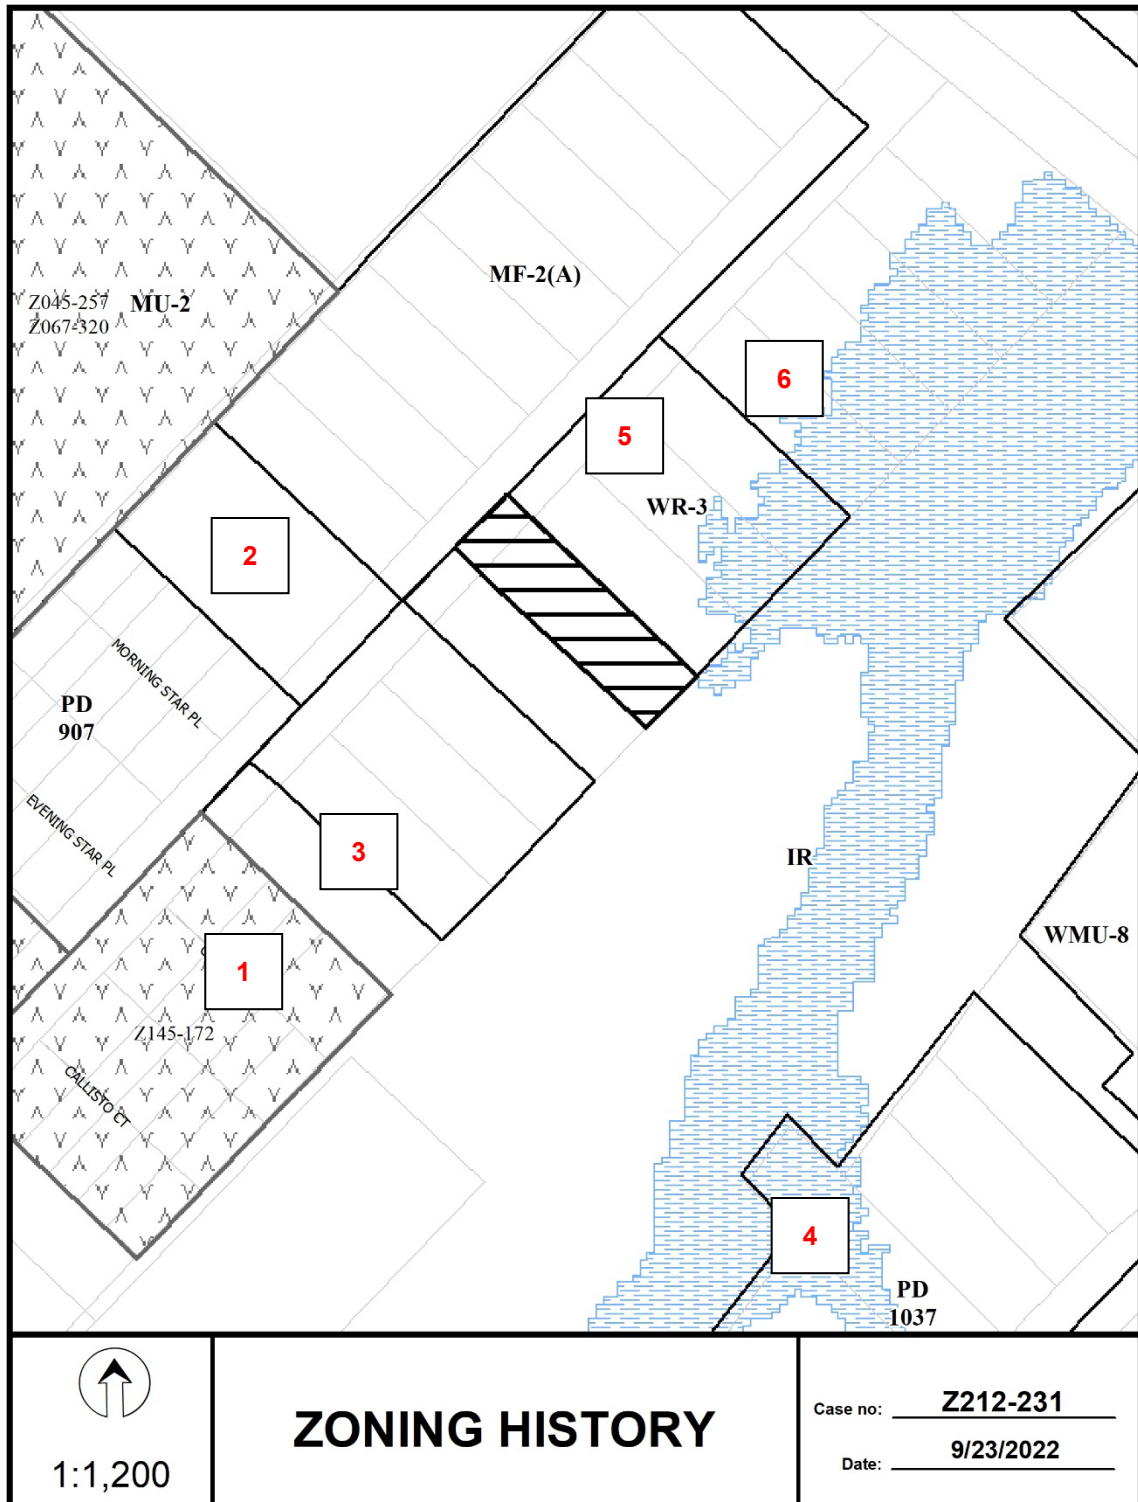 MF-2(A)
Z045-257
MU-2
Z067-320
6
5
WR-3
2
MORNING STAR PL
PD
907
EVENING STAR PL
3
IR
WMU-8
1
Z145-172
CALLISTO CT
4
PD
1037
1:1,200
ZONING HISTORY
Case no: Z212-231
Date: 9/23/2022